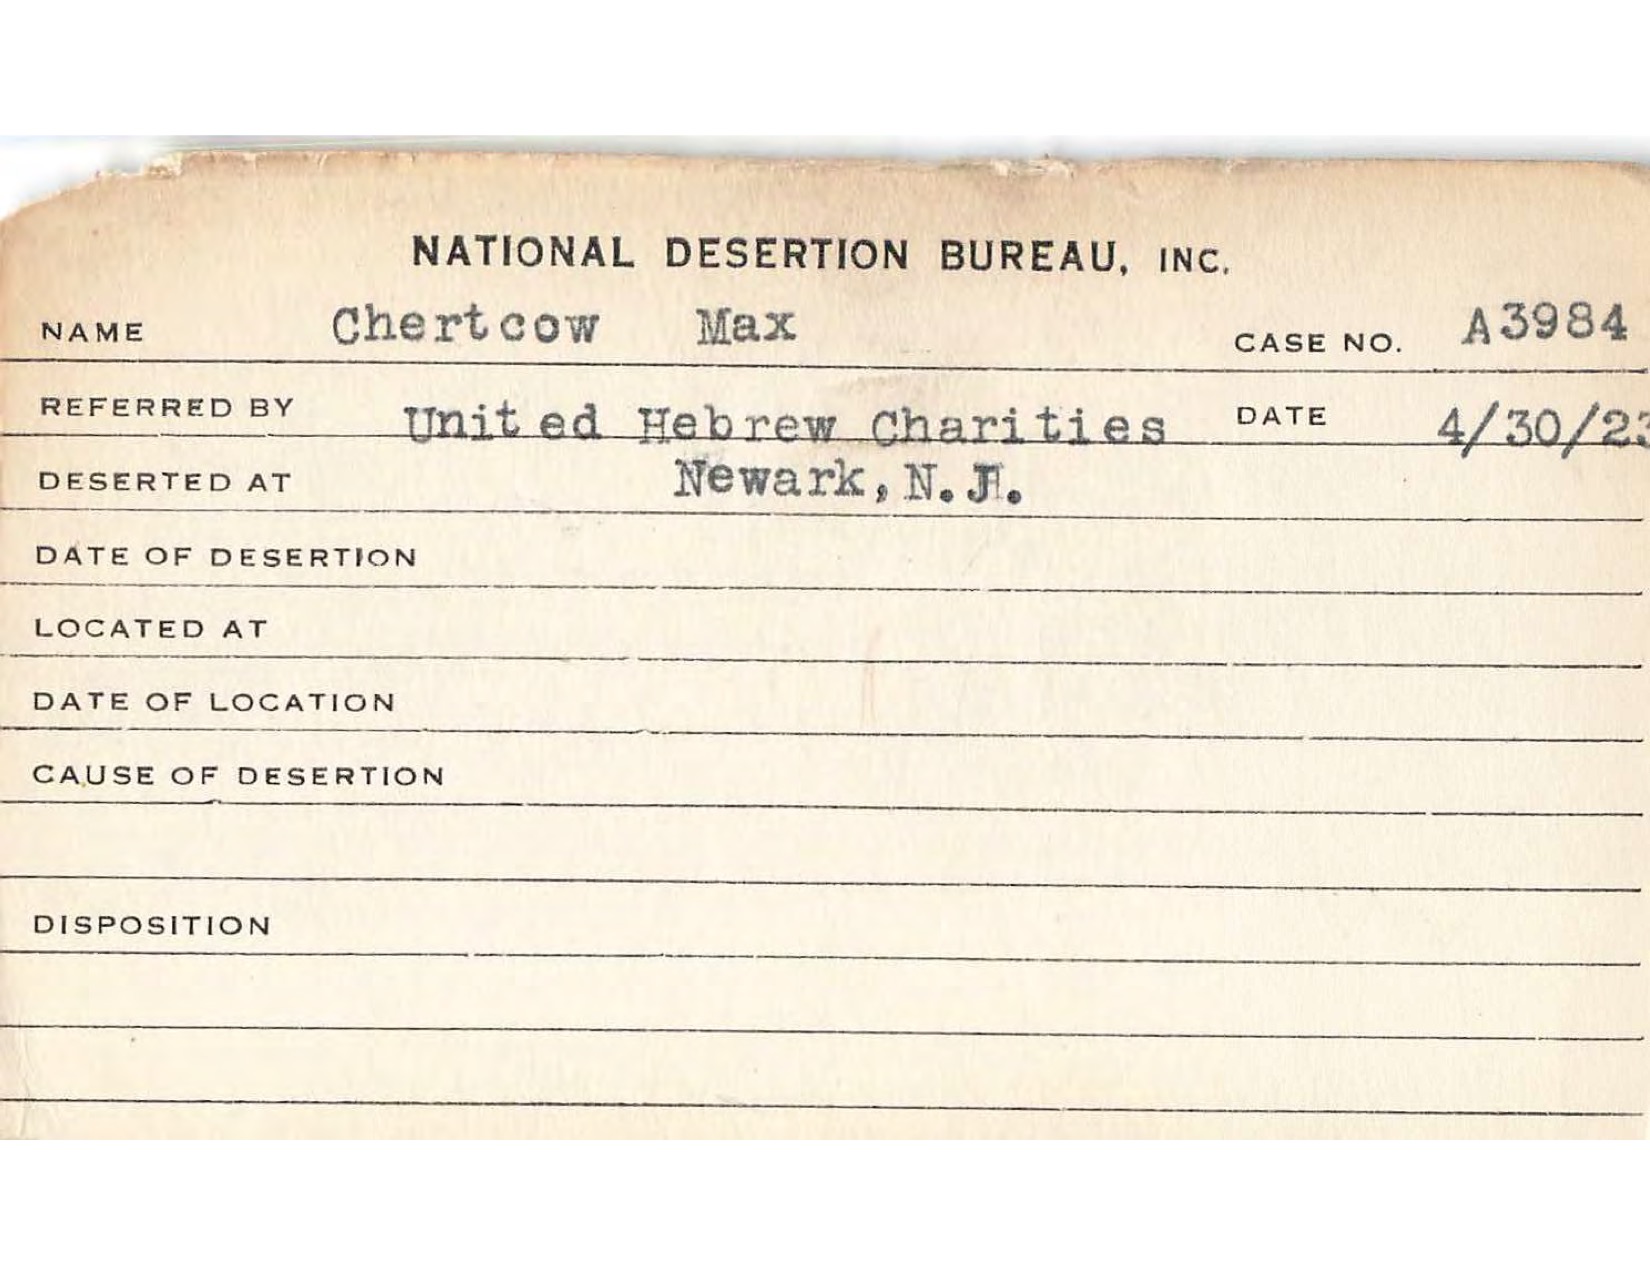 NATIONAL DESERTION BUREAU, INC.
NAME Chertcow Max CASE NO. A3984
REFERRED BY United Hebrew Charities DATE 4/30/23
DESERTED AT Newark, N.J.
DATE OF DESERTION
LOCATED AT
DATE OF LOCATION
CAUSE OF DESERTION
DISPOSITION